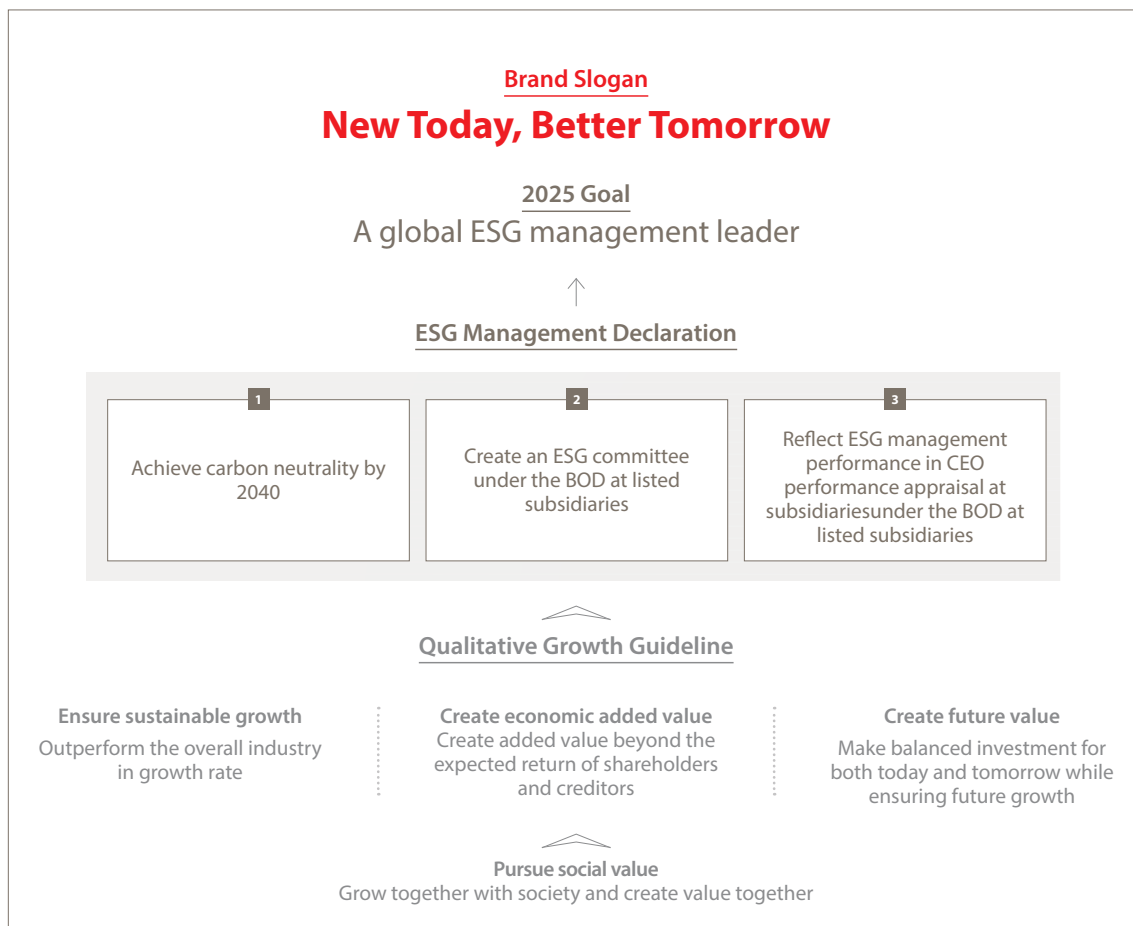 Brand Slogan
New Today, Better Tomorrow
2025 Goal
A global ESG management leader
ESG Management Declaration
1
Achieve carbon neutrality by
2040
2
Create an ESG committee
under the BOD at listed
subsidiaries
3
Reflect ESG management
performance in CEO
performance appraisal at
subsidiariesunder the BOD at
listed subsidiaries
Qualitative Growth Guideline
Ensure sustainable growth
Outperform the overall industry
in growth rate
Create economic added value
Create added value beyond the
expected return of shareholders
and creditors
Create future value
Make balanced investment for
both today and tomorrow while
ensuring future growth
Pursue social value
Grow together with society and create value together